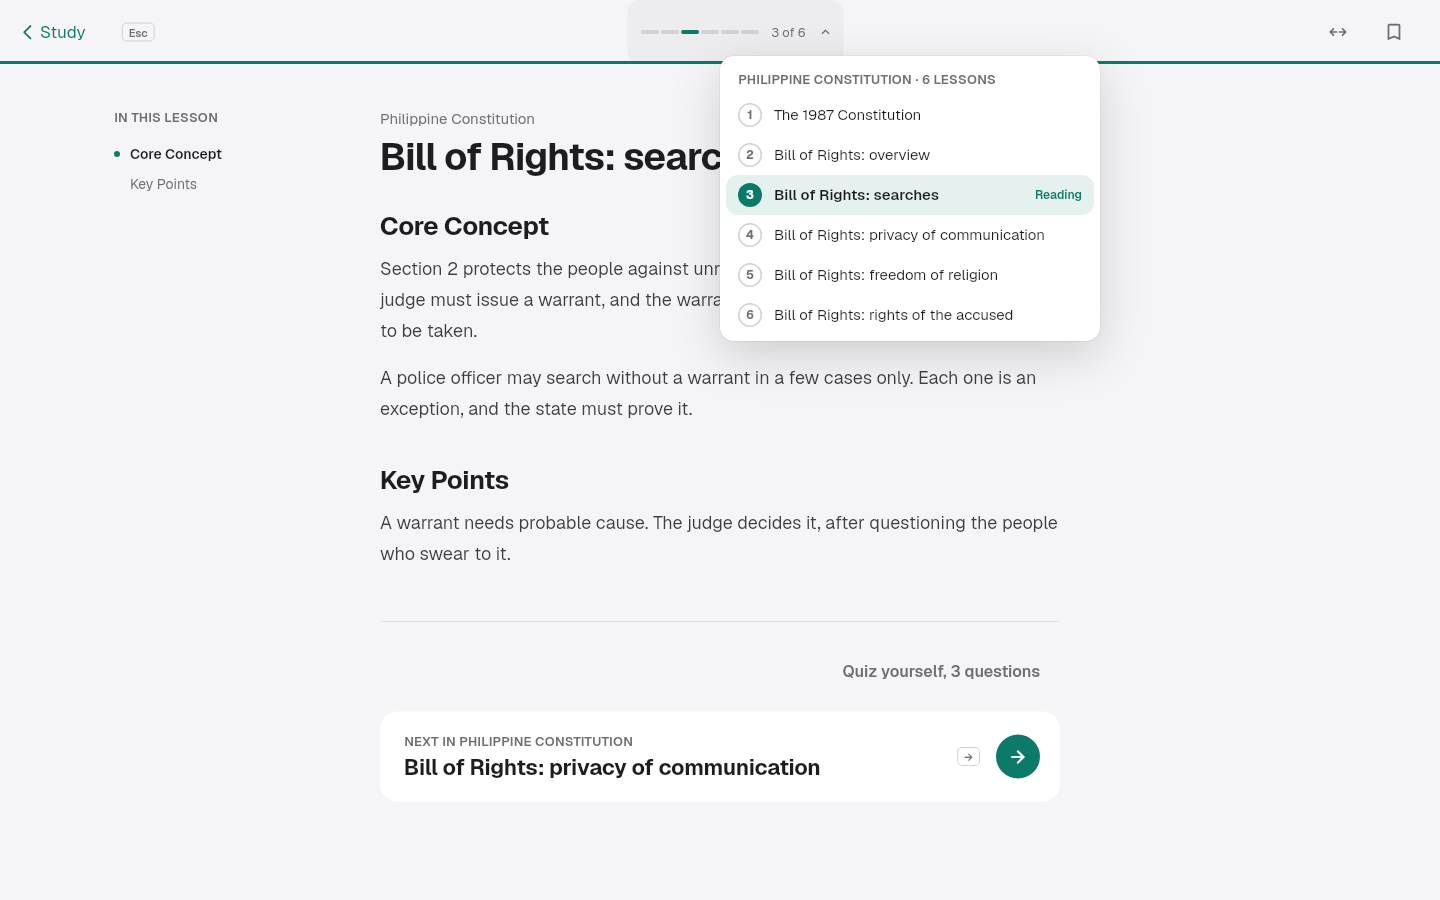 Study
Esc
3 of 6
PHILIPPINE CONSTITUTION · 6 LESSONS
1 The 1987 Constitution
2 Bill of Rights: overview
3 Bill of Rights: searches Reading
4 Bill of Rights: privacy of communication
5 Bill of Rights: freedom of religion
6 Bill of Rights: rights of the accused
IN THIS LESSON
Core Concept
Key Points
Philippine Constitution
Bill of Rights:
Core Concept
Section 2 protects the people against
judge must issue a warrant, and the
to be taken.
A police officer may search without a warrant in a few cases only. Each one is an
exception, and the state must prove it.
Key Points
A warrant needs probable cause. The judge decides it, after questioning the people
who swear to it.
Quiz yourself, 3 questions
NEXT IN PHILIPPINE CONSTITUTION
Bill of Rights: privacy of communication